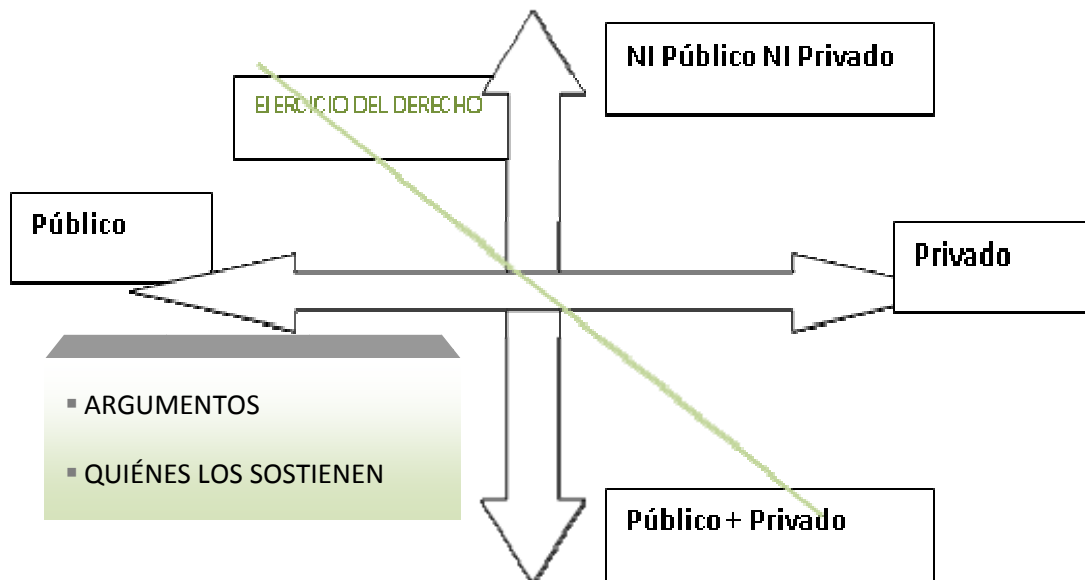 NI Público NI Privado
EJERCICIO DEL DERECHO
Público
Privado
▪ ARGUMENTOS
▪ QUIÉNES LOS SOSTIENEN
Público + Privado